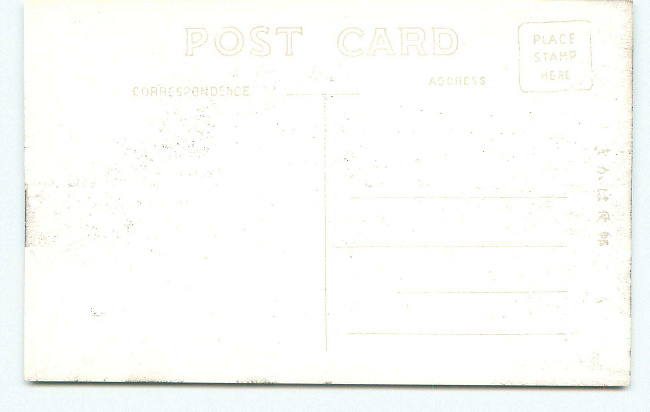 POST CARD
CORRESPONDENCE
ADDRESS
PLACE
STAMP
HERE